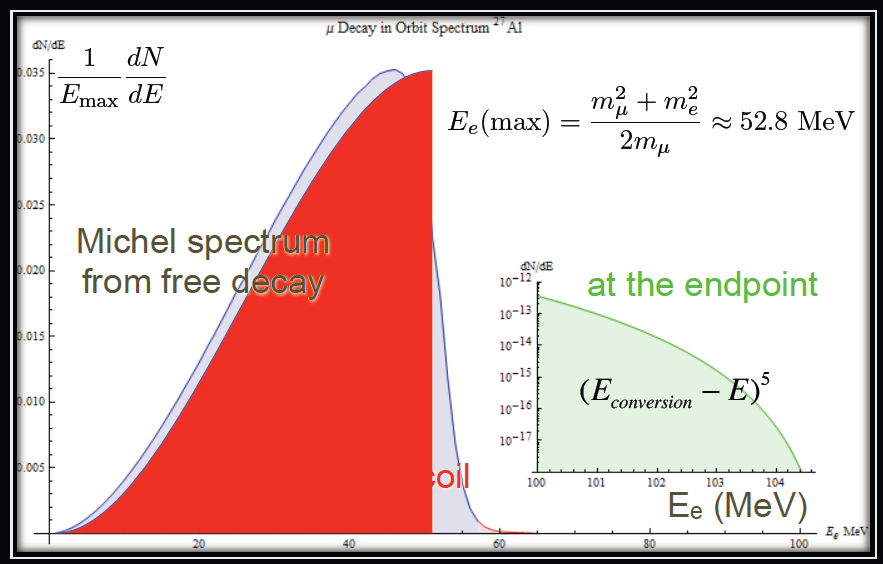 μ Decay in Orbit Spectrum ²⁷Al
dN/dE
1/E_max dN/dE
0.035
0.030
0.025
0.020
0.015
0.010
0.005
E_e(max) = (m_μ² + m_e²)/(2m_μ) ≈ 52.8 MeV
Michel spectrum
from free decay
dN/dE
at the endpoint
10⁻¹²
10⁻¹³
10⁻¹⁴
10⁻¹⁵
10⁻¹⁶
10⁻¹⁷
(E_conversion − E)⁵
100 101 102 103 104
E_e (MeV)
20 40 60 80 100
E_e MeV